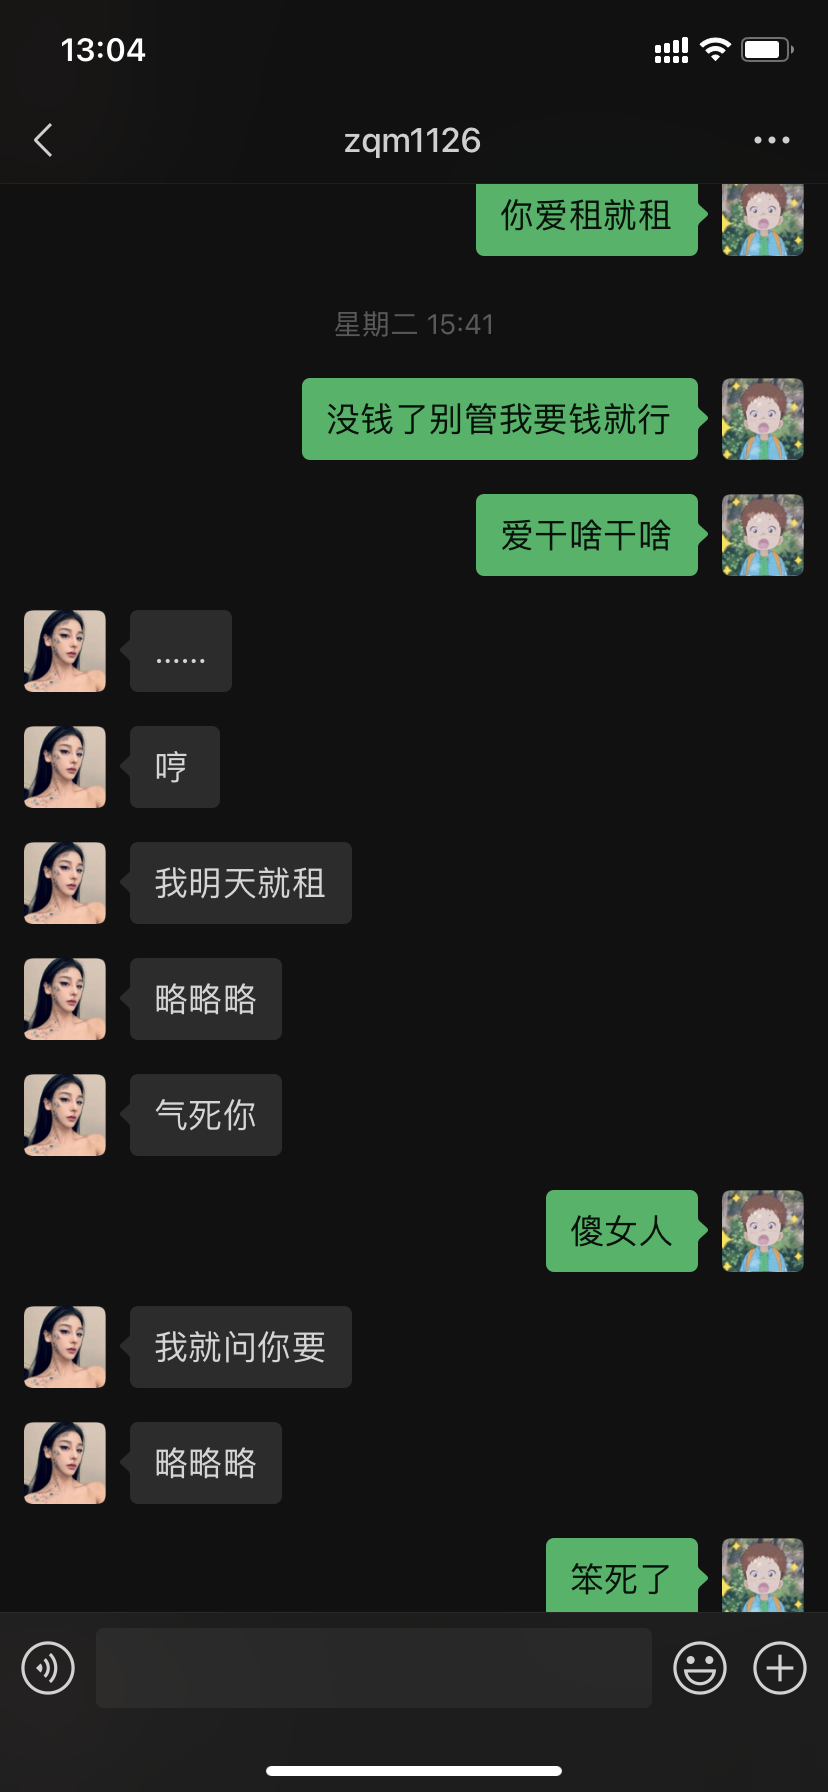 13:04
zqm1126
你爱租就租
星期二 15:41
没钱了别管我要钱就行
爱干啥干啥
......
哼
我明天就租
略略略
气死你
傻女人
我就问你要
略略略
笨死了